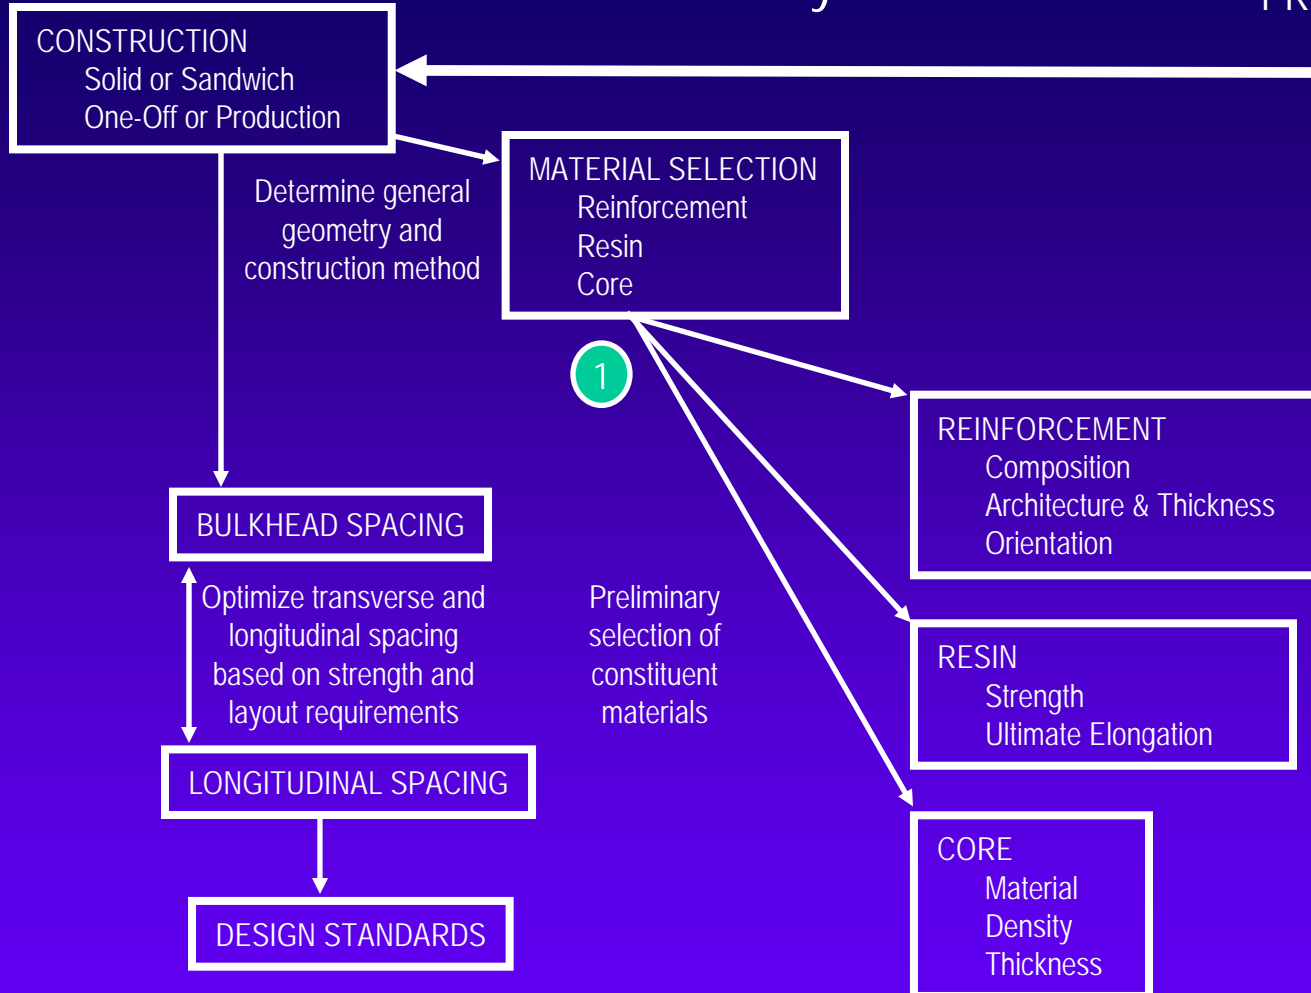 CONSTRUCTION
Solid or Sandwich
One-Off or Production
Determine general
geometry and
construction method
MATERIAL SELECTION
Reinforcement
Resin
Core
1
REINFORCEMENT
Composition
Architecture & Thickness
Orientation
BULKHEAD SPACING
Optimize transverse and
longitudinal spacing
based on strength and
layout requirements
Preliminary
selection of
constituent
materials
RESIN
Strength
Ultimate Elongation
LONGITUDINAL SPACING
CORE
Material
Density
Thickness
DESIGN STANDARDS